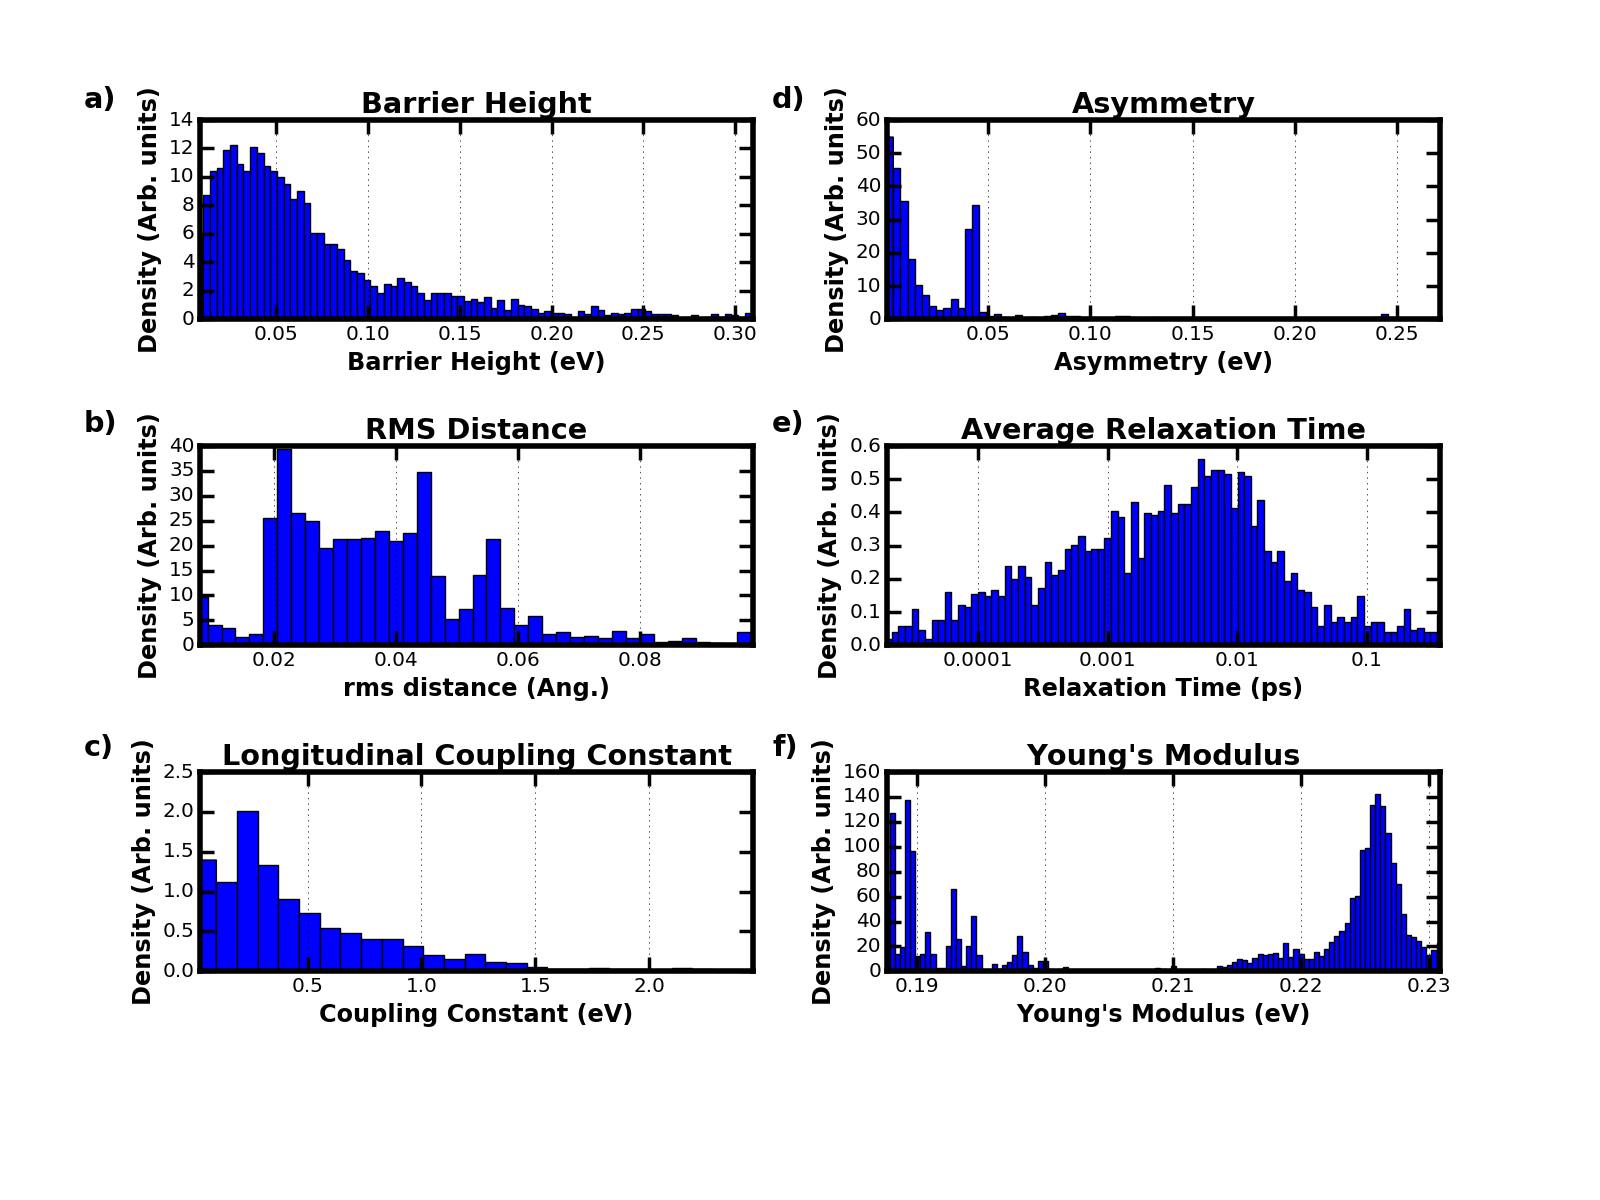 a)
Barrier Height
Density (Arb. units)
14
12
10
8
6
4
2
0
0.05 0.10 0.15 0.20 0.25 0.30
Barrier Height (eV)
d)
Asymmetry
Density (Arb. units)
60
50
40
30
20
10
0
0.05 0.10 0.15 0.20 0.25
Asymmetry (eV)
b)
RMS Distance
Density (Arb. units)
40
35
30
25
20
15
10
5
0
0.02 0.04 0.06 0.08
rms distance (Ang.)
e)
Average Relaxation Time
Density (Arb. units)
0.6
0.5
0.4
0.3
0.2
0.1
0.0
0.0001 0.001 0.01 0.1
Relaxation Time (ps)
c)
Longitudinal Coupling Constant
Density (Arb. units)
2.5
2.0
1.5
1.0
0.5
0.0
0.5 1.0 1.5 2.0
Coupling Constant (eV)
f)
Young's Modulus
Density (Arb. units)
160
140
120
100
80
60
40
20
0
0.19 0.20 0.21 0.22 0.23
Young's Modulus (eV)